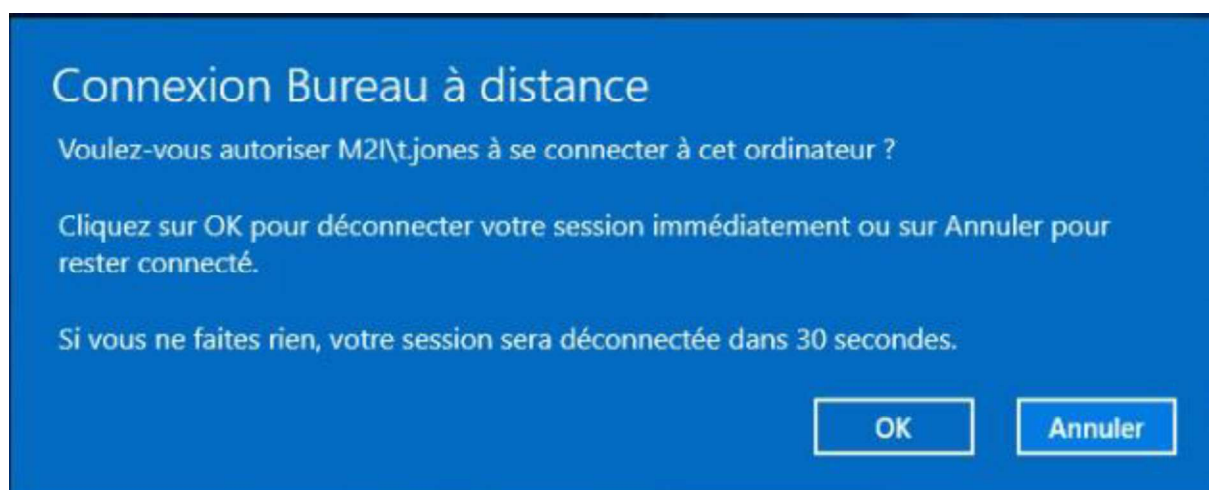 Connexion Bureau à distance
Voulez-vous autoriser M2I\t.jones à se connecter à cet ordinateur ?
Cliquez sur OK pour déconnecter votre session immédiatement ou sur Annuler pour
rester connecté.
Si vous ne faites rien, votre session sera déconnectée dans 30 secondes.
OK
Annuler